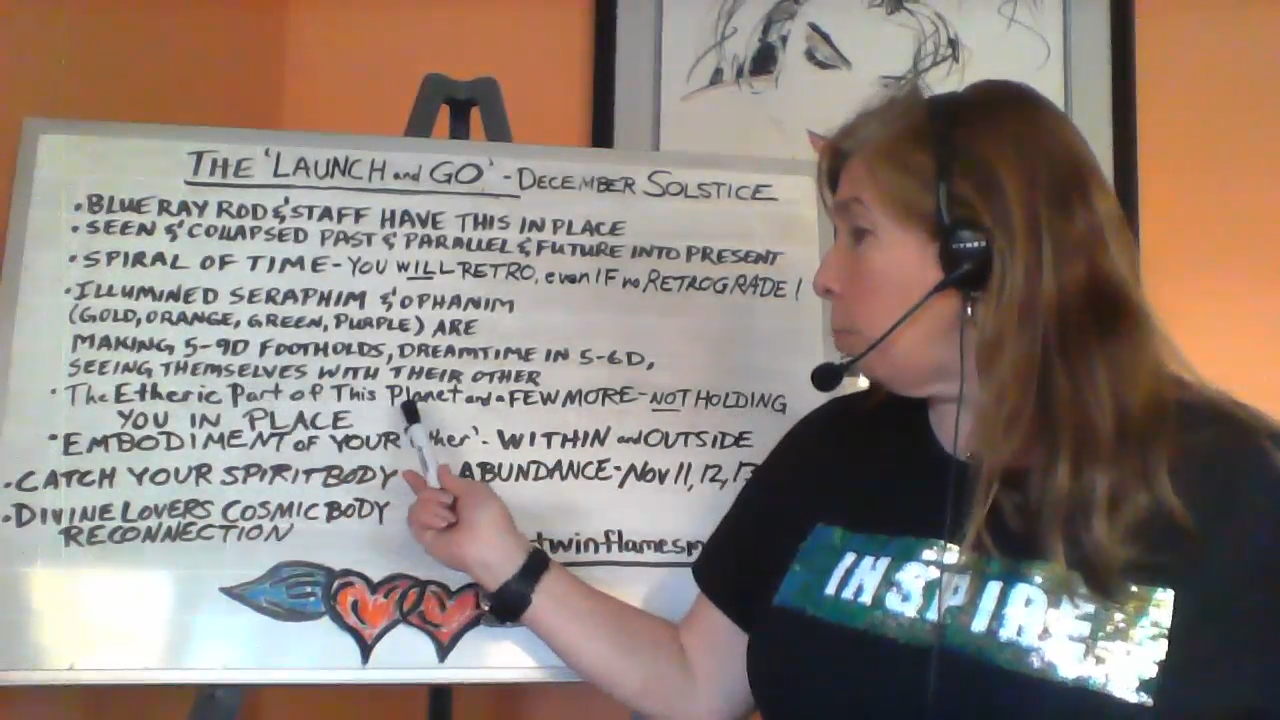 THE 'LAUNCH and GO' - DECEMBER SOLSTICE
• BLUE RAY ROD & STAFF HAVE THIS IN PLACE
• SEEN & COLLAPSED PAST & PARALLEL & FUTURE INTO PRESENT
• SPIRAL OF TIME - YOU WILL RETRO, even IF no RETROGRADE!
• ILLUMINED SERAPHIM & OPHANIM
(GOLD, ORANGE, GREEN, PURPLE) ARE
MAKING 5-9D FOOTHOLDS, DREAMTIME IN 5-6D,
SEEING THEMSELVES WITH THEIR OTHER
• The Etheric Part of This Planet and a FEW MORE - NOT HOLDING
YOU IN PLACE
• EMBODIMENT OF YOUR - WITHIN and OUTSIDE
• CATCH YOUR SPIRIT BODY ABUNDANCE - Nov 11, 12, 13
• DIVINE LOVERS COSMIC BODY
RECONNECTION
INSPIRE